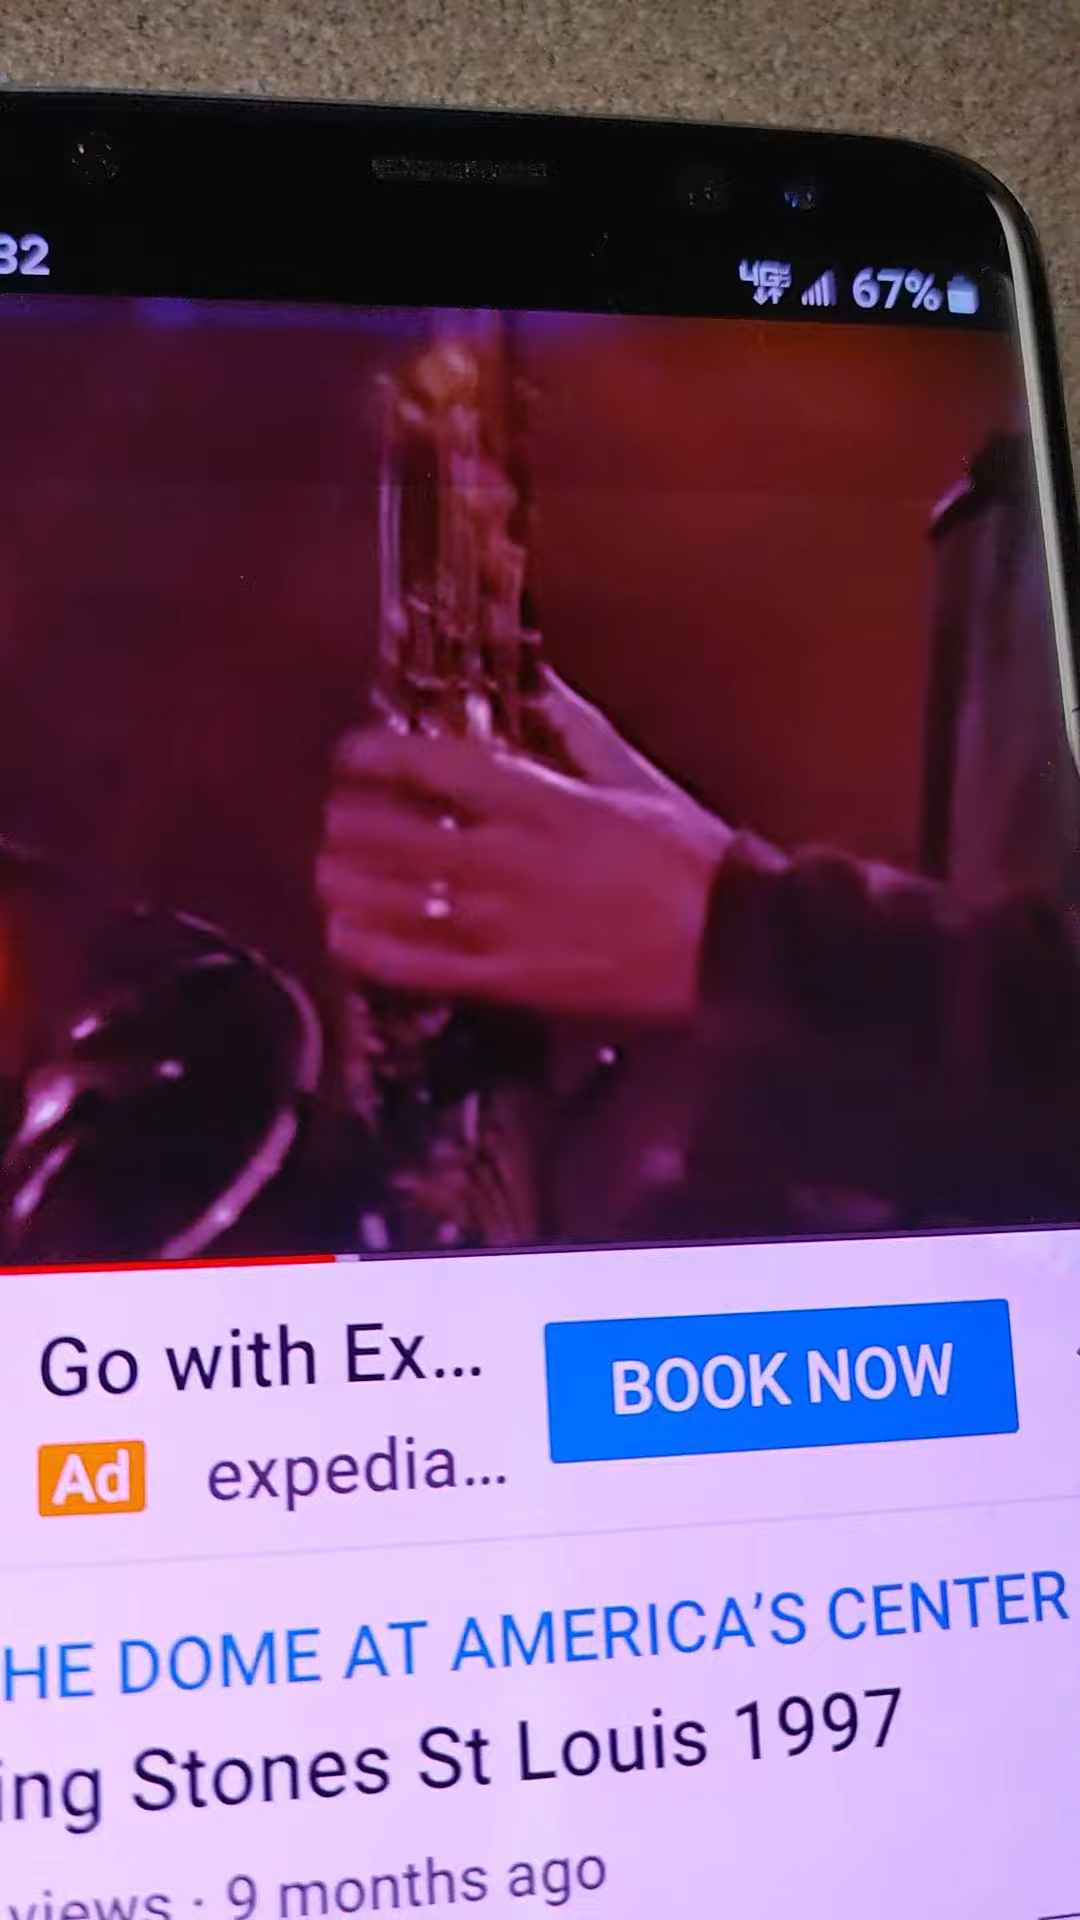 32 4G 67%
Go with Ex...
BOOK NOW
Ad expedia...
HE DOME AT AMERICA'S CENTER
ing Stones St Louis 1997
views · 9 months ago